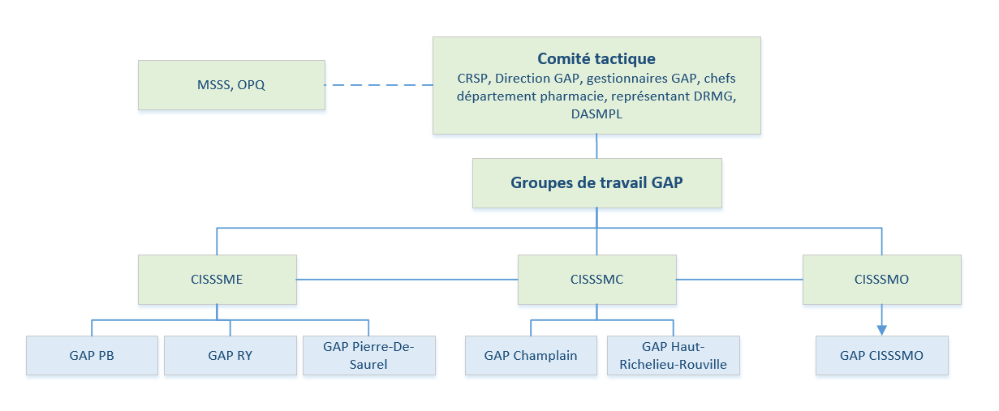 Comité tactique
CRSP, Direction GAP, gestionnaires GAP, chefs
département pharmacie, représentant DRMG,
DASMPL
MSSS, OPQ
Groupes de travail GAP
CISSSME
CISSSMC
CISSSMO
GAP PB
GAP RY
GAP Pierre-De-
Saurel
GAP Champlain
GAP Haut-
Richelieu-Rouville
GAP CISSSMO